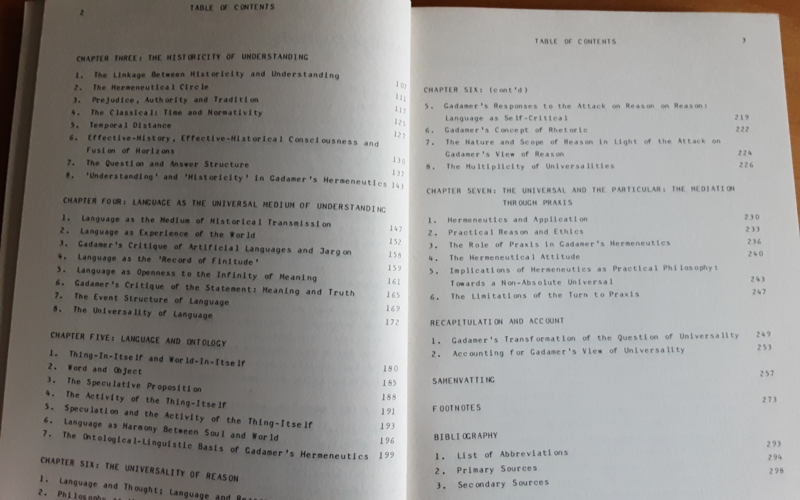 2
TABLE OF CONTENTS
CHAPTER THREE: THE HISTORICITY OF UNDERSTANDING
1. The Linkage Between Historicity and Understanding
2. The Hermeneutical Circle 107
3. Prejudice, Authority and Tradition 111
4. The Classical: Time and Normativity 117
5. Temporal Distance 121
6. Effective-History, Effective-Historical Consciousness and 127
Fusion of Horizons
7. The Question and Answer Structure 130
8. 'Understanding' and 'Historicity' in Gadamer's Hermeneutics 143
CHAPTER FOUR: LANGUAGE AS THE UNIVERSAL MEDIUM OF UNDERSTANDING
1. Language as the Medium of Historical Transmission 147
2. Language as Experience of the World 152
3. Gadamer's Critique of Artificial Languages and Jargon 158
4. Language as the 'Record of Finitude' 159
5. Language as Openness to the Infinity of Meaning 161
6. Gadamer's Critique of the Statement: Meaning and Truth 165
7. The Event Structure of Language 169
8. The Universality of Language 172
CHAPTER FIVE: LANGUAGE AND ONTOLOGY
1. Thing-In-Itself and World-In-Itself
2. Word and Object 180
3. The Speculative Proposition 185
4. The Activity of the Thing-Itself 188
5. Speculation and the Activity of the Thing-Itself 191
6. Language as Harmony Between Soul and World 193
7. The Ontological-Linguistic Basis of Gadamer's Hermeneutics 196
199
CHAPTER SIX: THE UNIVERSALITY OF REASON
1. Language and Thought; Language and
2.
TABLE OF CONTENTS
3
CHAPTER SIX: (cont'd)
5. Gadamer's Responses to the Attack on Reason on Reason:
Language as Self-Critical 219
6. Gadamer's Concept of Rhetoric 222
7. The Nature and Scope of Reason in Light of the Attack on
Gadamer's View of Reason 224
8. The Multiplicity of Universalities 226
CHAPTER SEVEN: THE UNIVERSAL AND THE PARTICULAR: THE MEDIATION
THROUGH PRAXIS
1. Hermeneutics and Application 230
2. Practical Reason and Ethics 233
3. The Role of Praxis in Gadamer's Hermeneutics 236
4. The Hermeneutical Attitude 240
5. Implications of Hermeneutics as Practical Philosophy:
Towards a Non-Absolute Universal 243
6. The Limitations of the Turn to Praxis 247
RECAPITULATION AND ACCOUNT
1. Gadamer's Transformation of the Question of Universality 249
2. Accounting for Gadamer's View of Universality 253
SAMENVATTING 257
FOOTNOTES 273
BIBLIOGRAPHY
1. List of Abbreviations 293
2. Primary Sources 294
3. Secondary Sources 298